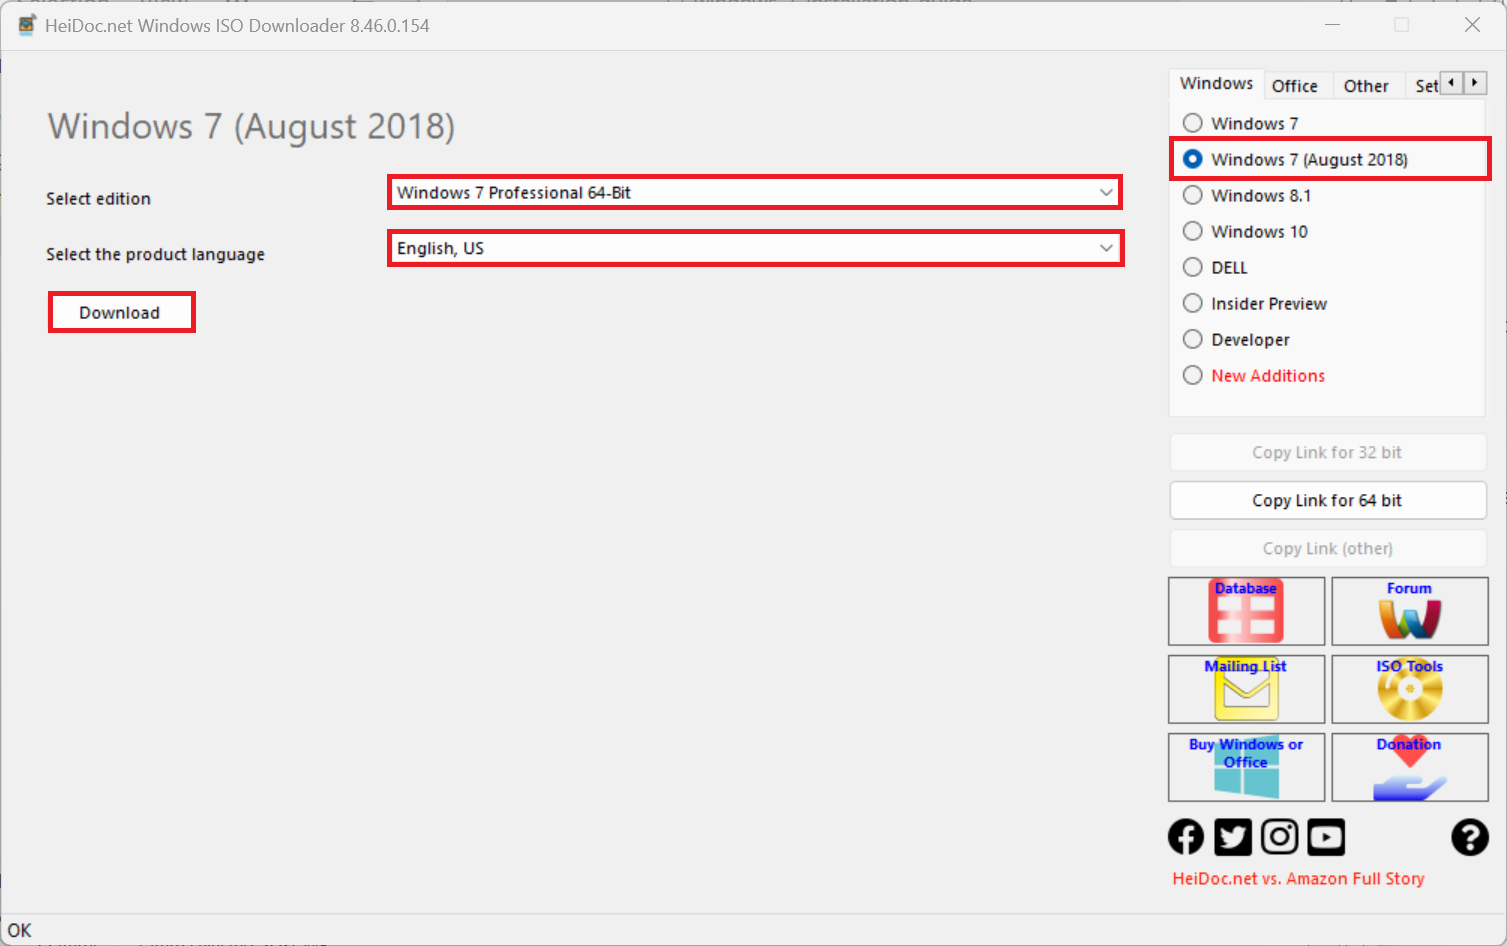 HeiDoc.net Windows ISO Downloader 8.46.0.154
Windows 7 (August 2018)
Select edition
Windows 7 Professional 64-Bit
Select the product language
English, US
Download
Windows
Office
Other
Set
Windows 7
Windows 7 (August 2018)
Windows 8.1
Windows 10
DELL
Insider Preview
Developer
New Additions
Copy Link for 32 bit
Copy Link for 64 bit
Copy Link (other)
Database
Forum
Mailing List
ISO Tools
Buy Windows or
Office
Donation
HeiDoc.net vs. Amazon Full Story
OK